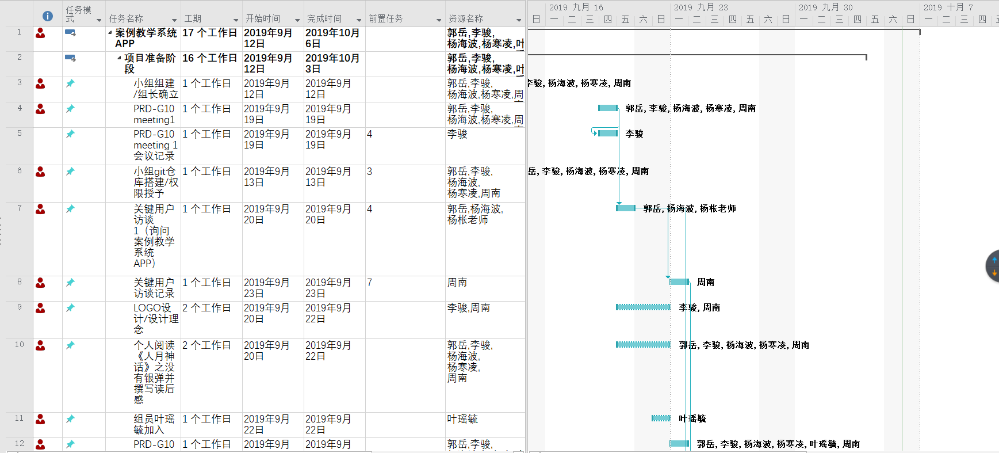 任务模式 任务名称 工期 开始时间 完成时间 前置任务 资源名称
2019 九月 16 2019 九月 23 2019 九月 30 2019 十月 7
日 一 二 三 四 五 六 日 一 二 三 四 五 六 日 一 二 三 四 五 六 日 一 二 三 四 五
1 案例教学系统APP 17 个工作日 2019年9月12日 2019年10月6日 郭岳,李骏,杨海波,杨寒凌,叶
2 项目准备阶段 16 个工作日 2019年9月12日 2019年10月3日 郭岳,李骏,杨海波,杨寒凌,叶
3 小组组建/组长确立 1 个工作日 2019年9月12日 2019年9月12日 郭岳,李骏,杨海波,杨寒凌,周
李骏, 杨海波, 杨寒凌, 周南
4 PRD-G10 meeting1 1 个工作日 2019年9月19日 2019年9月19日 郭岳,李骏,杨海波,杨寒凌,周
郭岳, 李骏, 杨海波, 杨寒凌, 周南
5 PRD-G10 meeting 1 会议记录 1 个工作日 2019年9月19日 2019年9月19日 4 李骏
李骏
6 小组git仓库搭建/权限授予 1 个工作日 2019年9月13日 2019年9月13日 3 郭岳,李骏,杨海波,杨寒凌,周南
岳, 李骏, 杨海波, 杨寒凌, 周南
7 关键用户访谈1（询问案例教学系统APP） 1 个工作日 2019年9月20日 2019年9月20日 4 郭岳,杨海波,杨枨老师
郭岳, 杨海波, 杨枨老师
8 关键用户访谈记录 1 个工作日 2019年9月23日 2019年9月23日 7 周南
周南
9 LOGO设计/设计理念 2 个工作日 2019年9月20日 2019年9月22日 李骏,周南
李骏, 周南
10 个人阅读《人月神话》之没有银弹并撰写读后感 2 个工作日 2019年9月20日 2019年9月22日 郭岳,李骏,杨海波,杨寒凌,周南
郭岳, 李骏, 杨海波, 杨寒凌, 周南
11 组员叶瑶毓加入 1 个工作日 2019年9月22日 2019年9月22日 叶瑶毓
叶瑶毓
12 PRD-G10 1 个工作日 2019年9月 2019年9月 郭岳,李骏,
郭岳, 李骏, 杨海波, 杨寒凌, 叶瑶毓, 周南